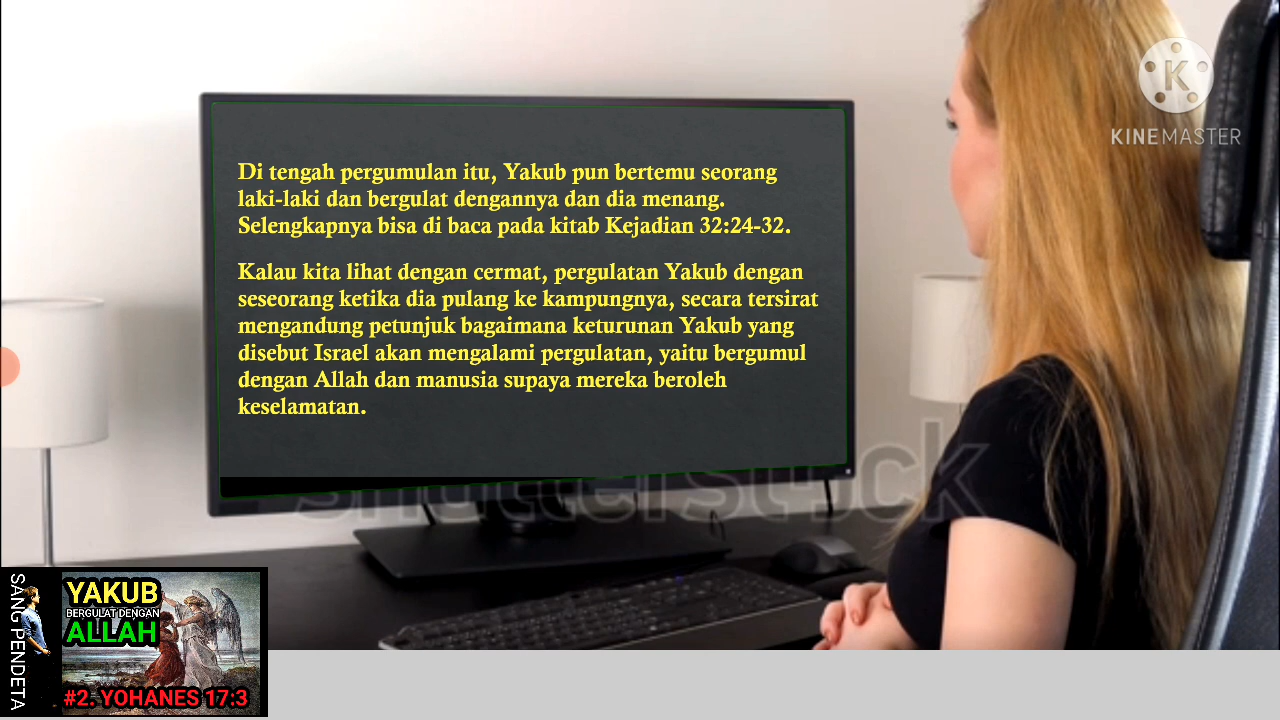 KINEMASTER
Di tengah pergumulan itu, Yakub pun bertemu seorang
laki-laki dan bergulat dengannya dan dia menang.
Selengkapnya bisa di baca pada kitab Kejadian 32:24-32.
Kalau kita lihat dengan cermat, pergulatan Yakub dengan
seseorang ketika dia pulang ke kampungnya, secara tersirat
mengandung petunjuk bagaimana keturunan Yakub yang
disebut Israel akan mengalami pergulatan, yaitu bergumul
dengan Allah dan manusia supaya mereka beroleh
keselamatan.
shutterstock
SANG PENDETA
YAKUB
BERGULAT DENGAN
ALLAH
#2. YOHANES 17:3